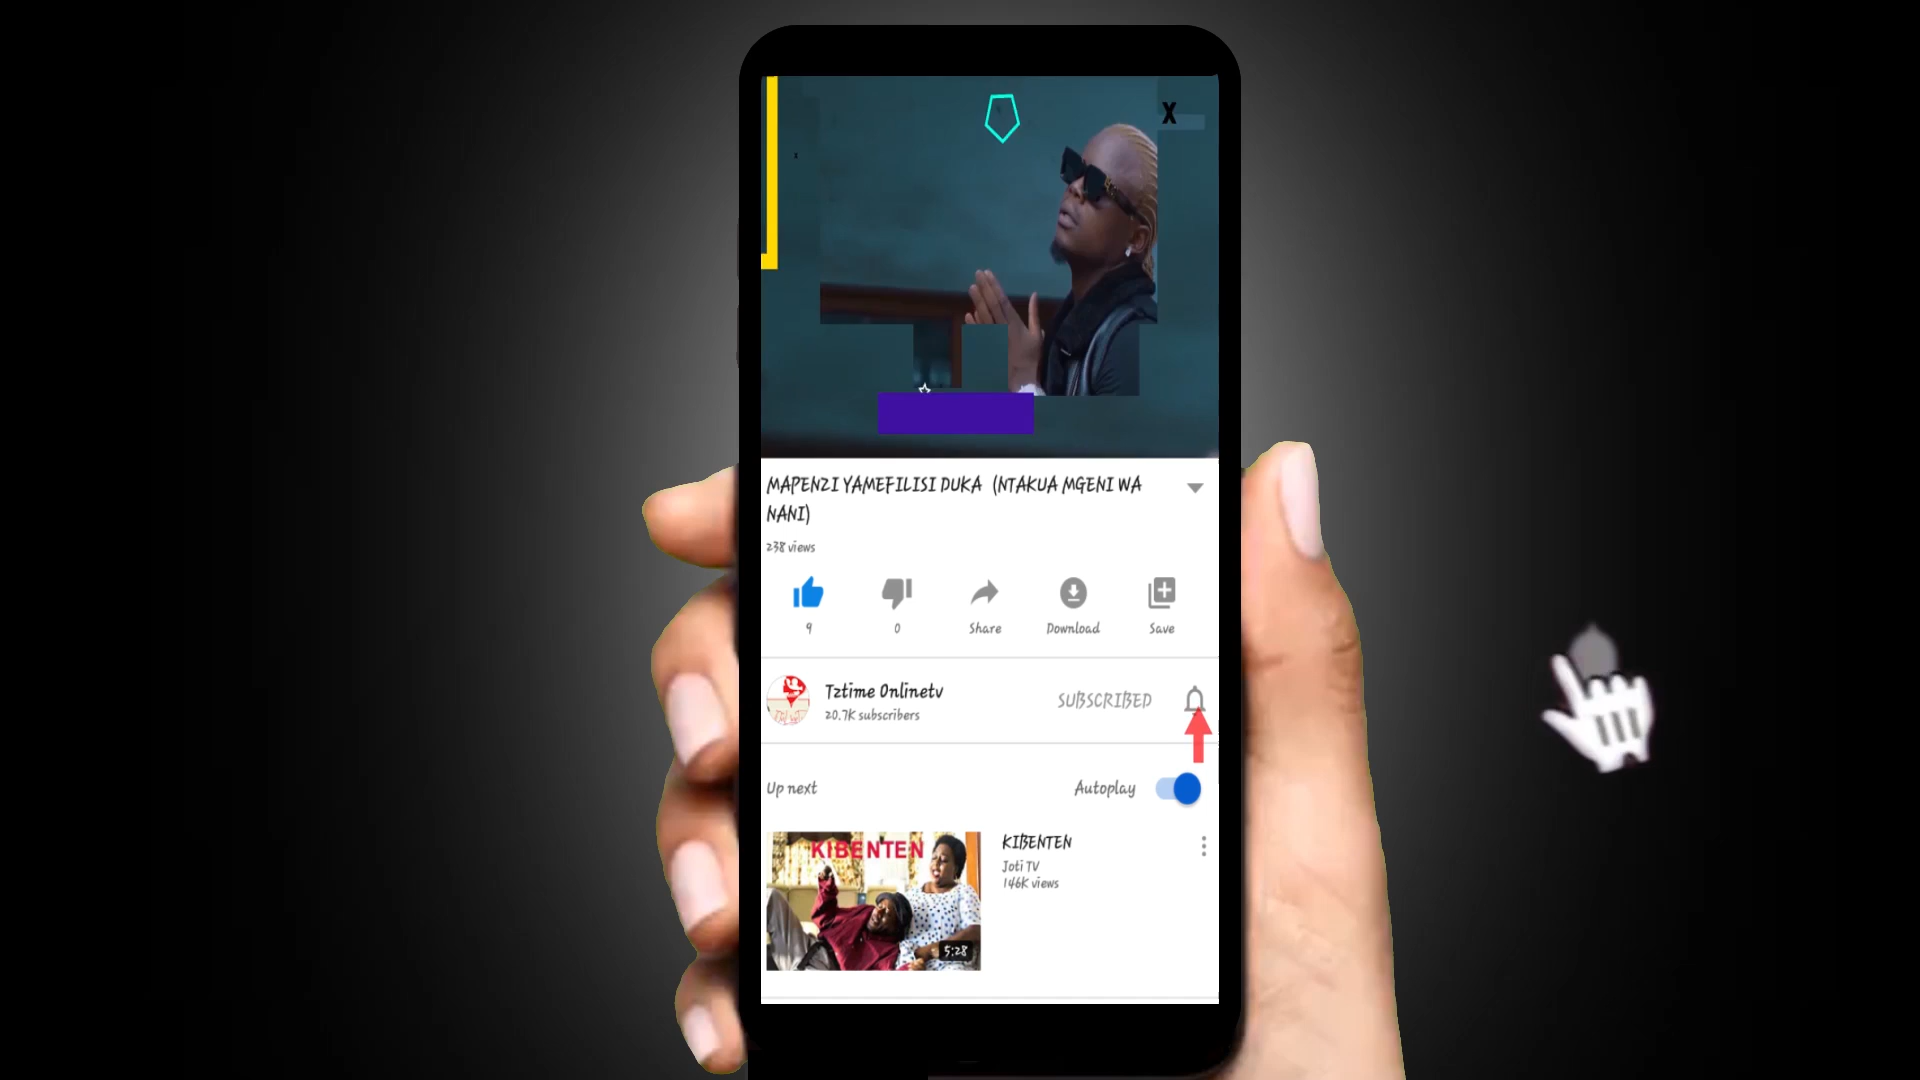 X
MAPENZI YAMEFILISI DUKA (NTAKUA MGENI WA
NANI)
238 views
9
0
Share
Download
Save
Tztime Onlinetv
20.7K subscribers
SUBSCRIBED
Up next
Autoplay
KIBENTEN
5:28
KIBENTEN
Joti TV
146K views